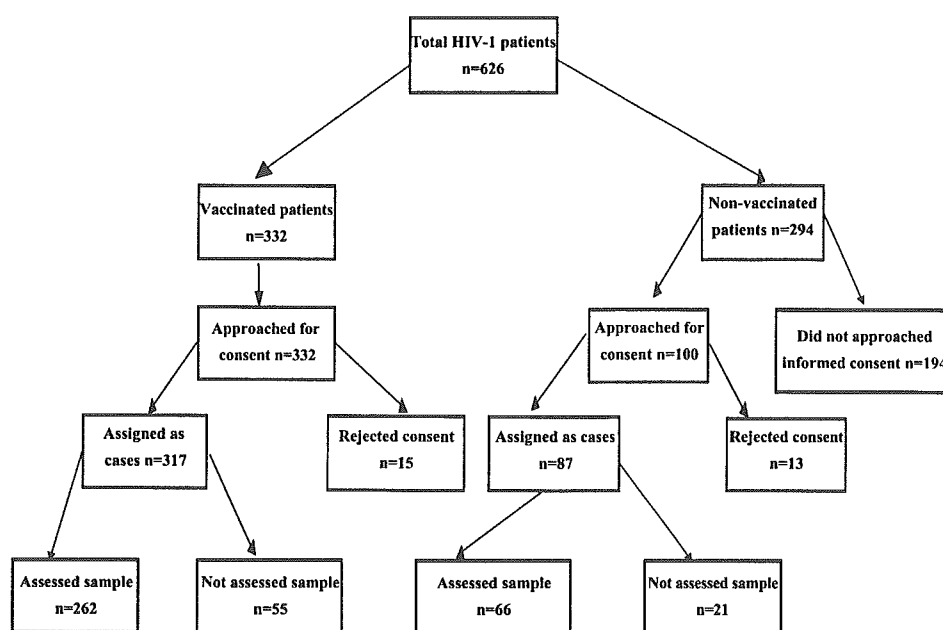 Total HIV-1 patients
n=626
Vaccinated patients
n=332
Non-vaccinated
patients n=294
Approached for
consent n=332
Approached for
consent n=100
Did not approached
informed consent n=194
Assigned as
cases n=317
Rejected consent
n=15
Assigned as cases
n=87
Rejected consent
n=13
Assessed sample
n=262
Not assessed sample
n=55
Assessed sample
n=66
Not assessed sample
n=21